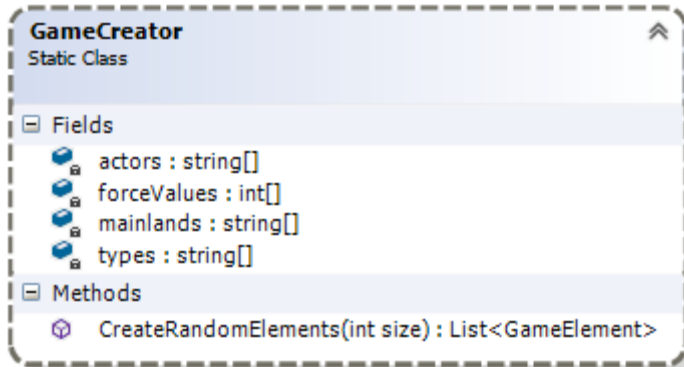 GameCreator
Static Class
Fields
actors : string[]
forceValues : int[]
mainlands : string[]
types : string[]
Methods
CreateRandomElements(int size) : List<GameElement>